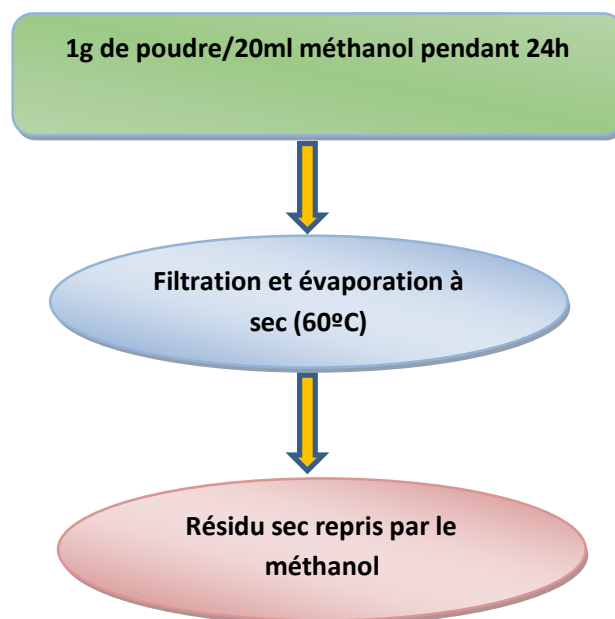 1g de poudre/20ml méthanol pendant 24h
Filtration et évaporation à
sec (60ºC)
Résidu sec repris par le
méthanol